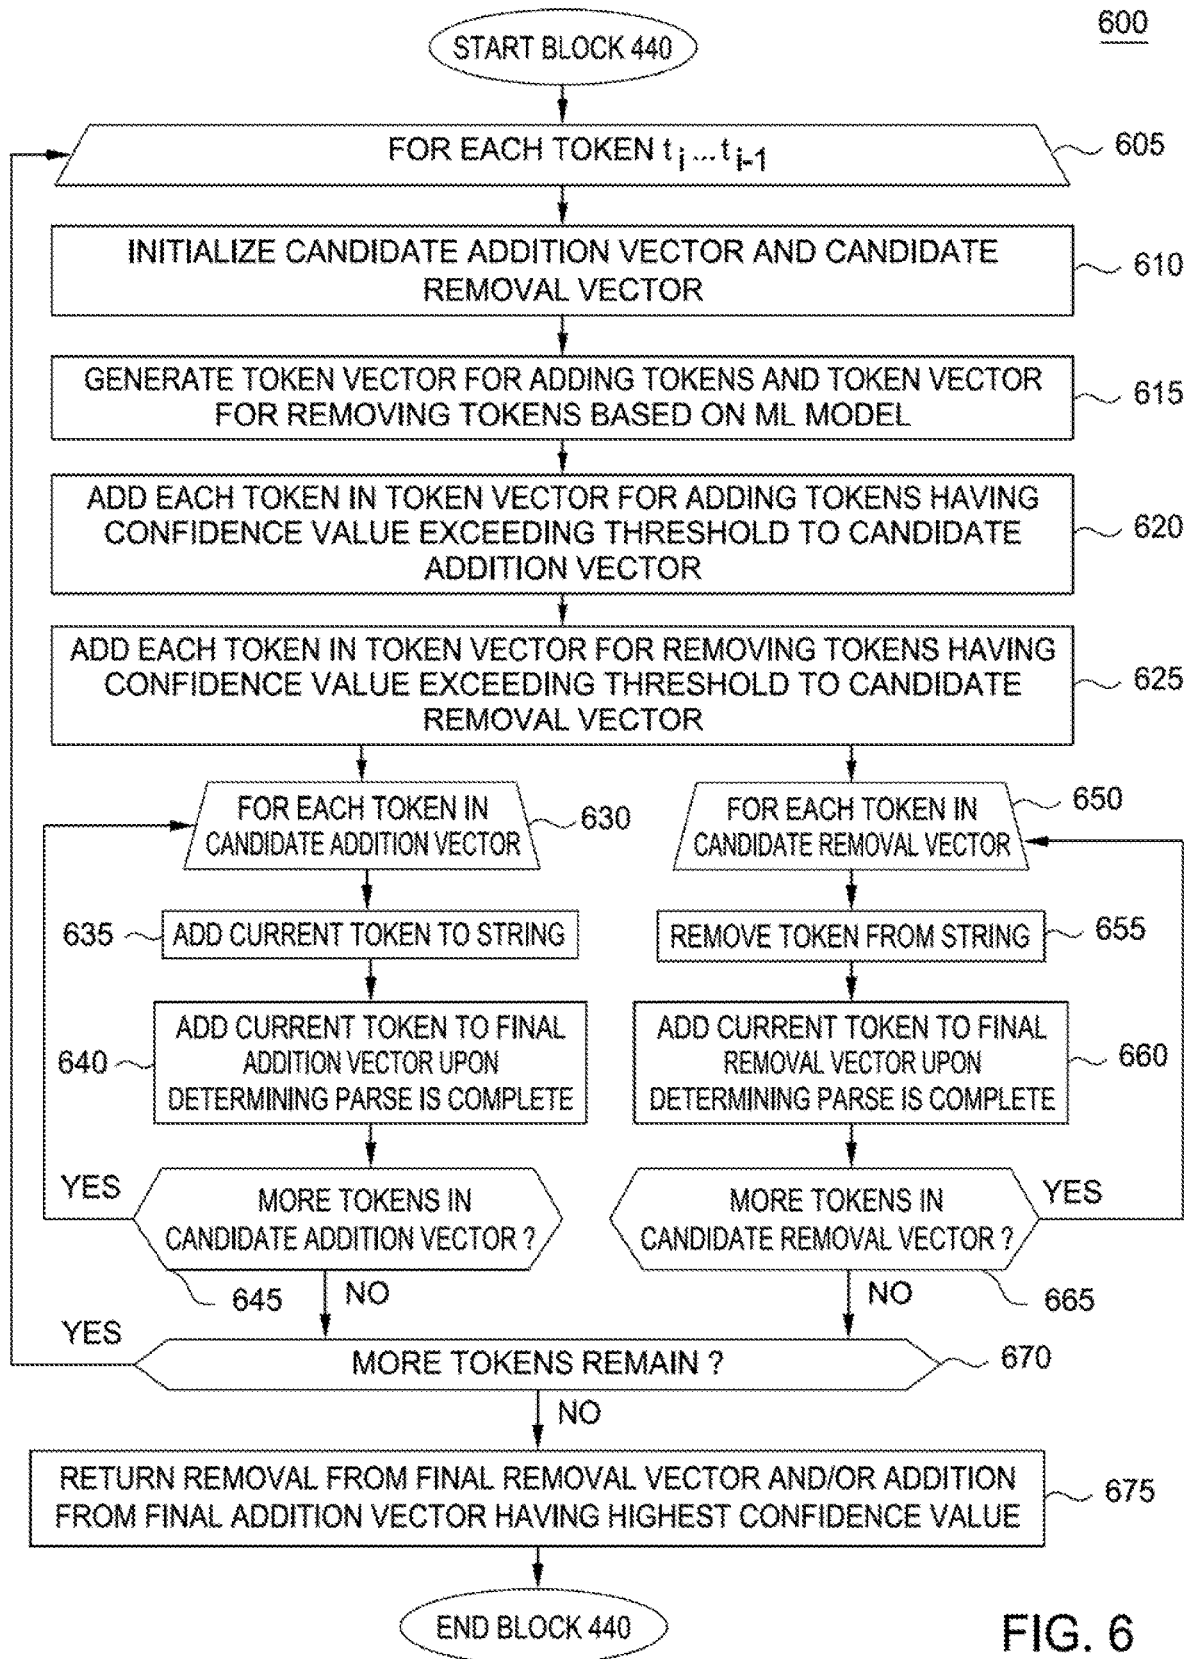 600
START BLOCK 440
FOR EACH TOKEN ti ... ti-1
605
INITIALIZE CANDIDATE ADDITION VECTOR AND CANDIDATE
REMOVAL VECTOR
610
GENERATE TOKEN VECTOR FOR ADDING TOKENS AND TOKEN VECTOR
FOR REMOVING TOKENS BASED ON ML MODEL
615
ADD EACH TOKEN IN TOKEN VECTOR FOR ADDING TOKENS HAVING
CONFIDENCE VALUE EXCEEDING THRESHOLD TO CANDIDATE
ADDITION VECTOR
620
ADD EACH TOKEN IN TOKEN VECTOR FOR REMOVING TOKENS HAVING
CONFIDENCE VALUE EXCEEDING THRESHOLD TO CANDIDATE
REMOVAL VECTOR
625
FOR EACH TOKEN IN
CANDIDATE ADDITION VECTOR
630
635
ADD CURRENT TOKEN TO STRING
640
ADD CURRENT TOKEN TO FINAL
ADDITION VECTOR UPON
DETERMINING PARSE IS COMPLETE
YES
MORE TOKENS IN
CANDIDATE ADDITION VECTOR ?
645
NO
FOR EACH TOKEN IN
CANDIDATE REMOVAL VECTOR
650
REMOVE TOKEN FROM STRING
655
ADD CURRENT TOKEN TO FINAL
REMOVAL VECTOR UPON
DETERMINING PARSE IS COMPLETE
660
MORE TOKENS IN
CANDIDATE REMOVAL VECTOR ?
YES
NO
665
YES
MORE TOKENS REMAIN ?
670
NO
RETURN REMOVAL FROM FINAL REMOVAL VECTOR AND/OR ADDITION
FROM FINAL ADDITION VECTOR HAVING HIGHEST CONFIDENCE VALUE
675
END BLOCK 440
FIG. 6